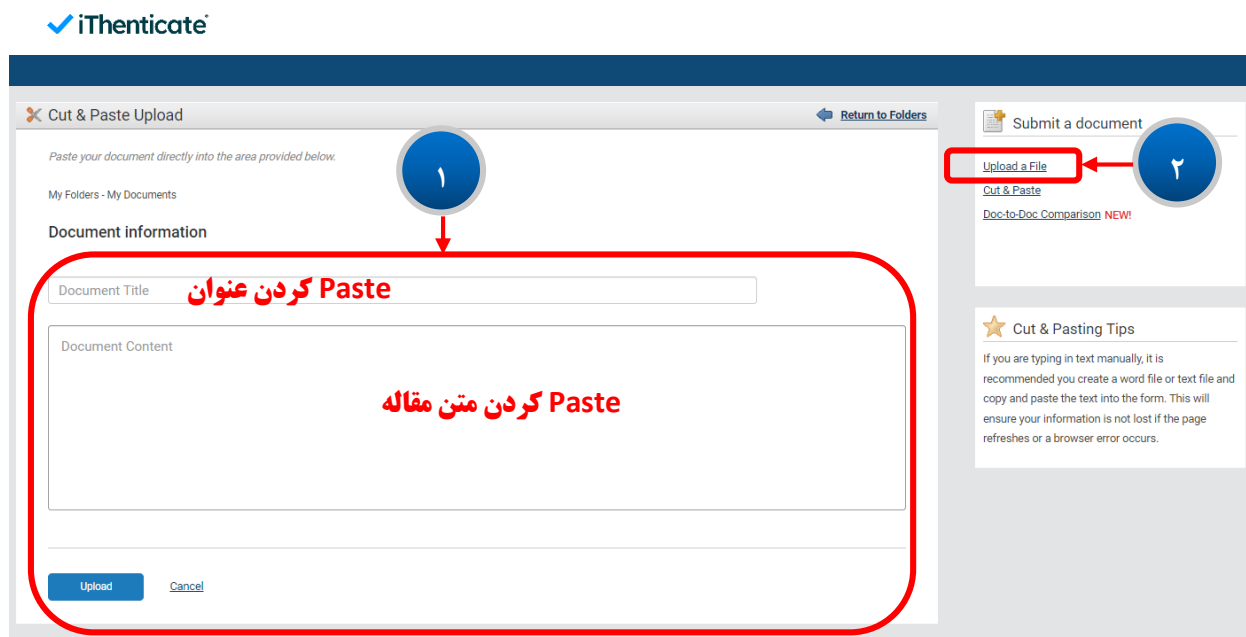 iThenticate
Cut & Paste Upload
Return to Folders
Paste your document directly into the area provided below.
My Folders - My Documents
Document information
۱
Document Title
Paste کردن عنوان
Document Content
Paste کردن متن مقاله
Upload
Cancel
Submit a document
Upload a File
۲
Cut & Paste
Doc-to-Doc Comparison NEW!
Cut & Pasting Tips
If you are typing in text manually, it is
recommended you create a word file or text file and
copy and paste the text into the form. This will
ensure your information is not lost if the page
refreshes or a browser error occurs.